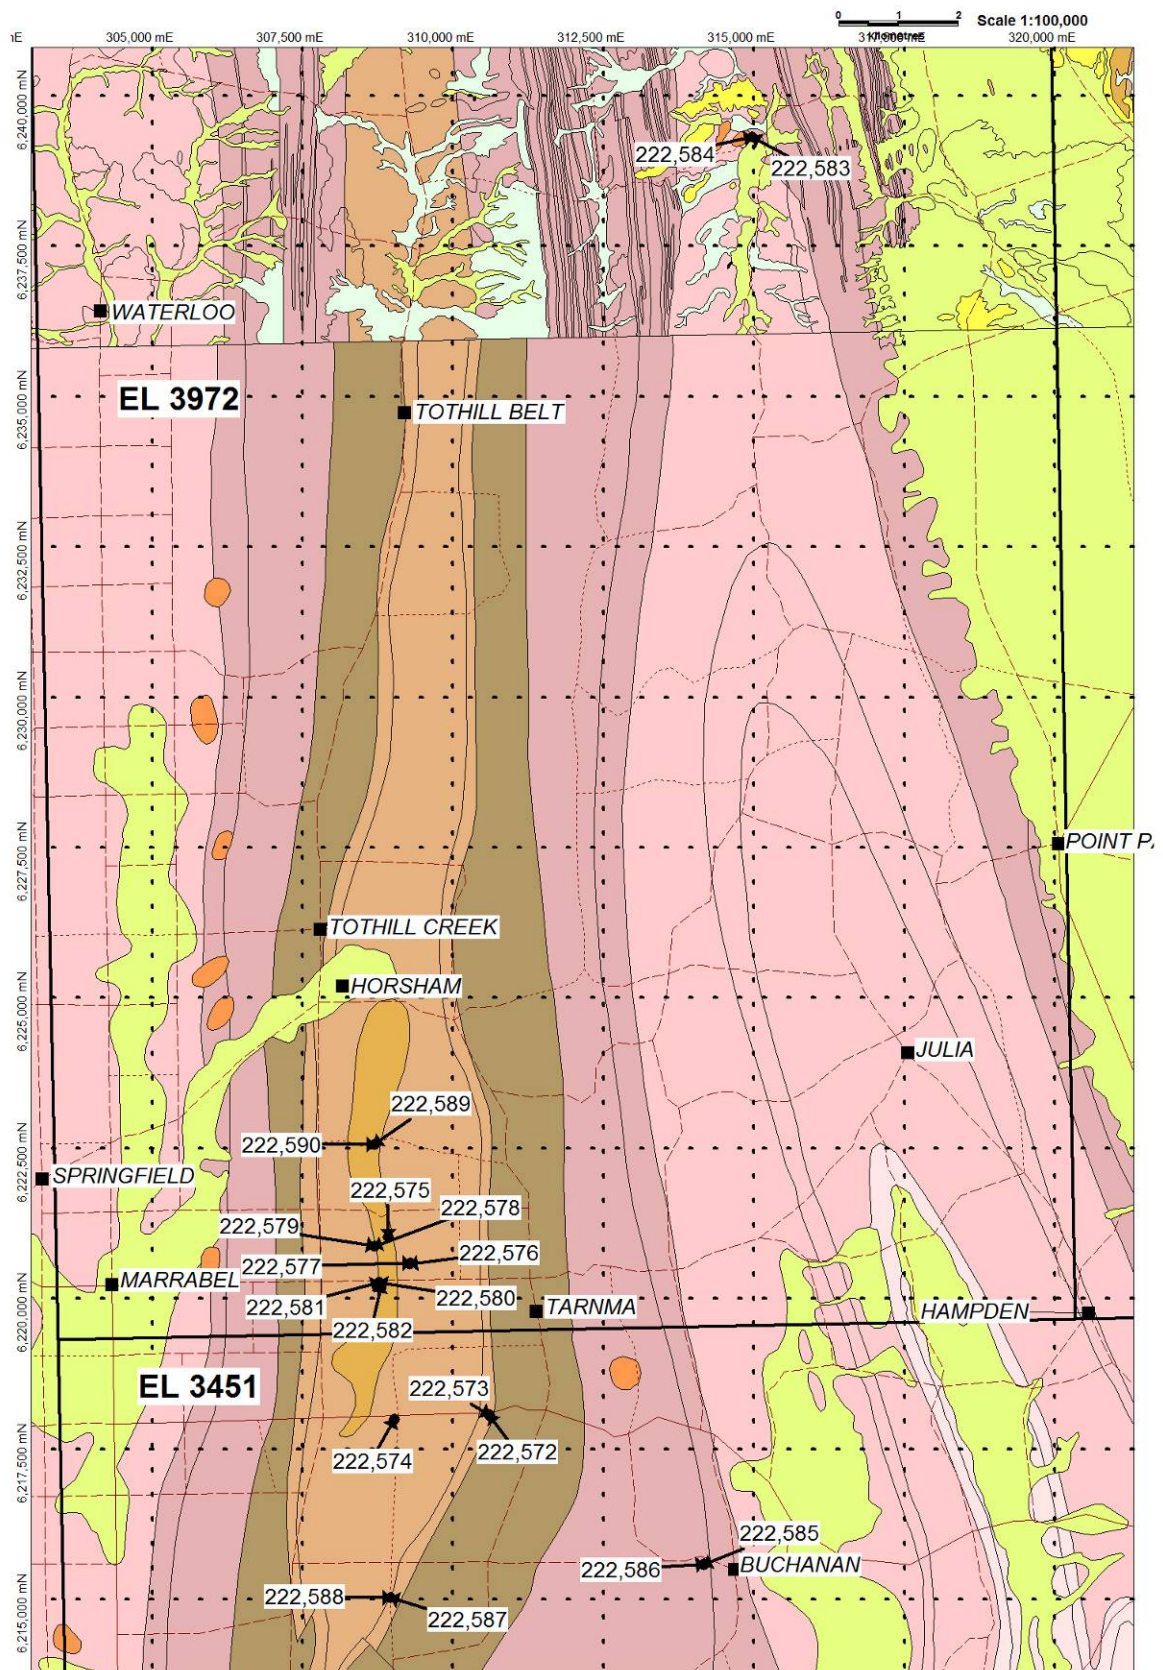 0 1 2 Scale 1:100,000
Kilometres
ıE 305,000 mE 307,500 mE 310,000 mE 312,500 mE 315,000 mE 317,500 mE 320,000 mE
6,240,000 mN
222,584
222,583
6,237,500 mN
WATERLOO
EL 3972
6,235,000 mN
TOTHILL BELT
6,232,500 mN
6,230,000 mN
6,227,500 mN
POINT P
TOTHILL CREEK
HORSHAM
6,225,000 mN
JULIA
222,589
222,590
6,222,500 mN
SPRINGFIELD
222,575
222,578
222,579
222,576
222,577
MARRABEL
222,580
222,581
TARNMA
HAMPDEN
6,220,000 mN
222,582
EL 3451
222,573
222,572
222,574
6,217,500 mN
222,585
222,586
BUCHANAN
222,588
222,587
6,215,000 mN